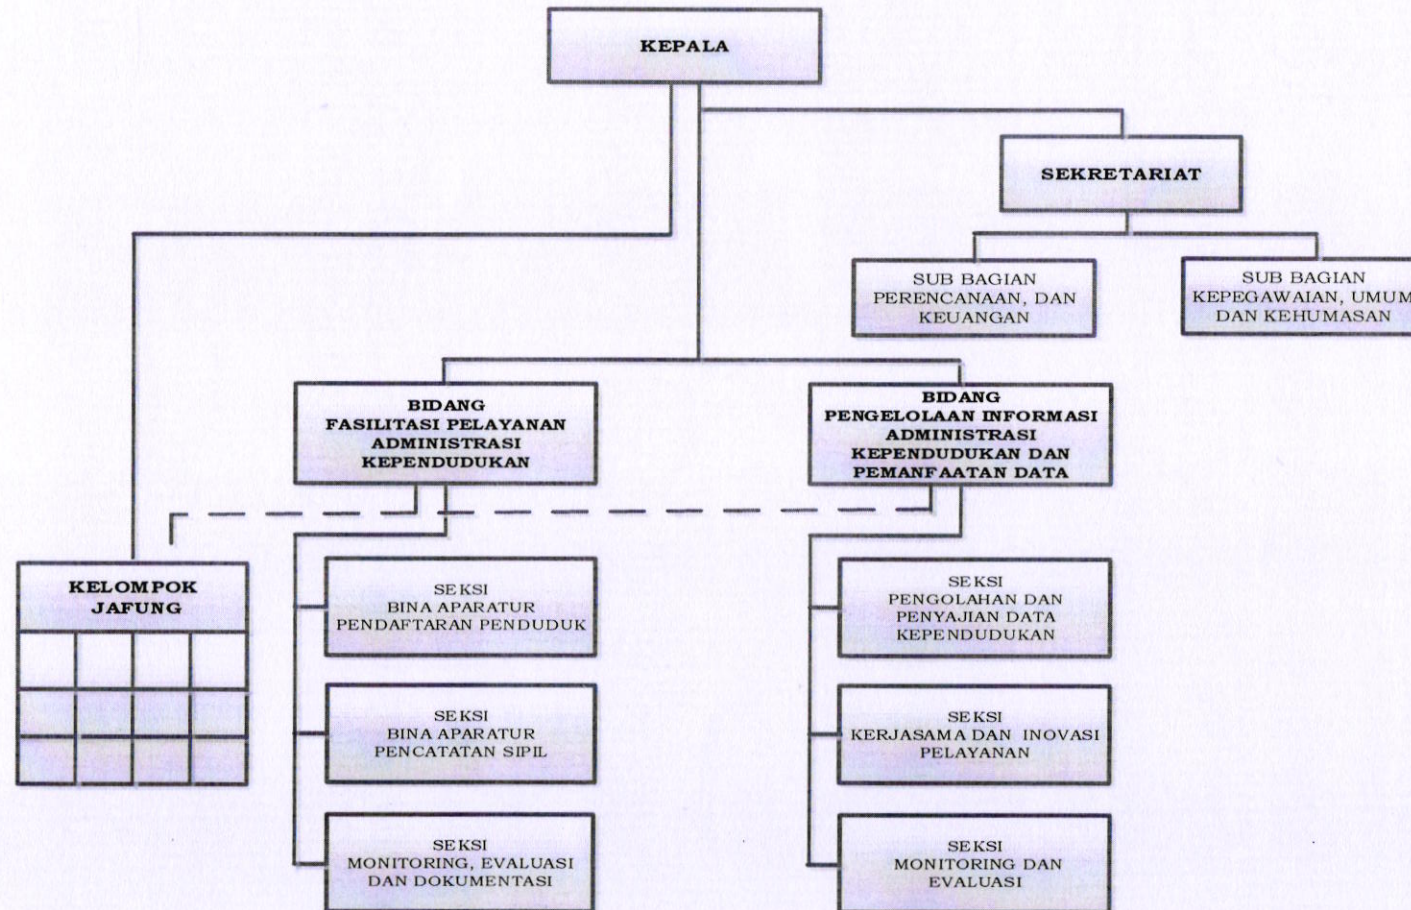 KEPALA
SEKRETARIAT
SUB BAGIAN
PERENCANAAN, DAN
KEUANGAN
SUB BAGIAN
KEPEGAWAIAN, UMUM
DAN KEHUMASAN
BIDANG
FASILITASI PELAYANAN
ADMINISTRASI
KEPENDUDUKAN
BIDANG
PENGELOLAAN INFORMASI
ADMINISTRASI
KEPENDUDUKAN DAN
PEMANFAATAN DATA
KELOMPOK
JAFUNG
SEKSI
BINA APARATUR
PENDAFTARAN PENDUDUK
SEKSI
BINA APARATUR
PENCATATAN SIPIL
SEKSI
MONITORING, EVALUASI
DAN DOKUMENTASI
SEKSI
PENGOLAHAN DAN
PENYAJIAN DATA
KEPENDUDUKAN
SEKSI
KERJASAMA DAN INOVASI
PELAYANAN
SEKSI
MONITORING DAN
EVALUASI